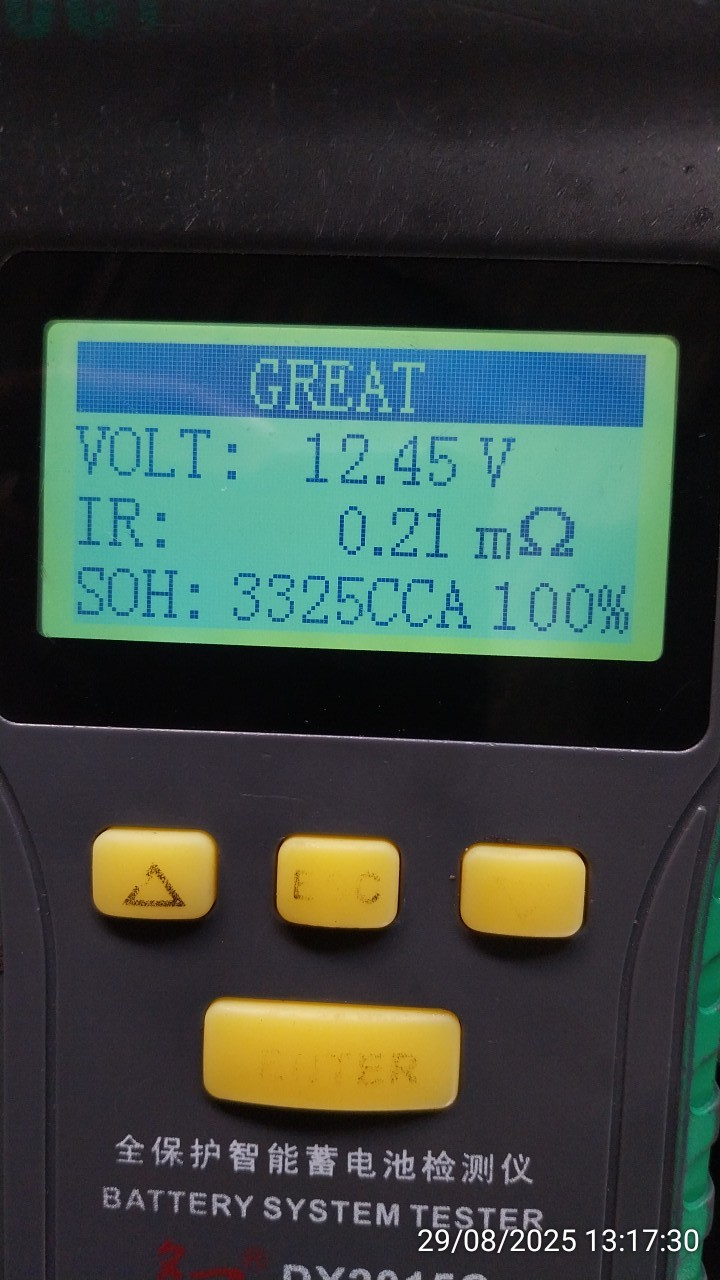 GREAT
VOLT: 12.45 V
IR: 0.21 mΩ
SOH: 3325CCA 100%
ENTER
全保护智能蓄电池检测仪
BATTERY SYSTEM TESTER
29/08/2025 13:17:30